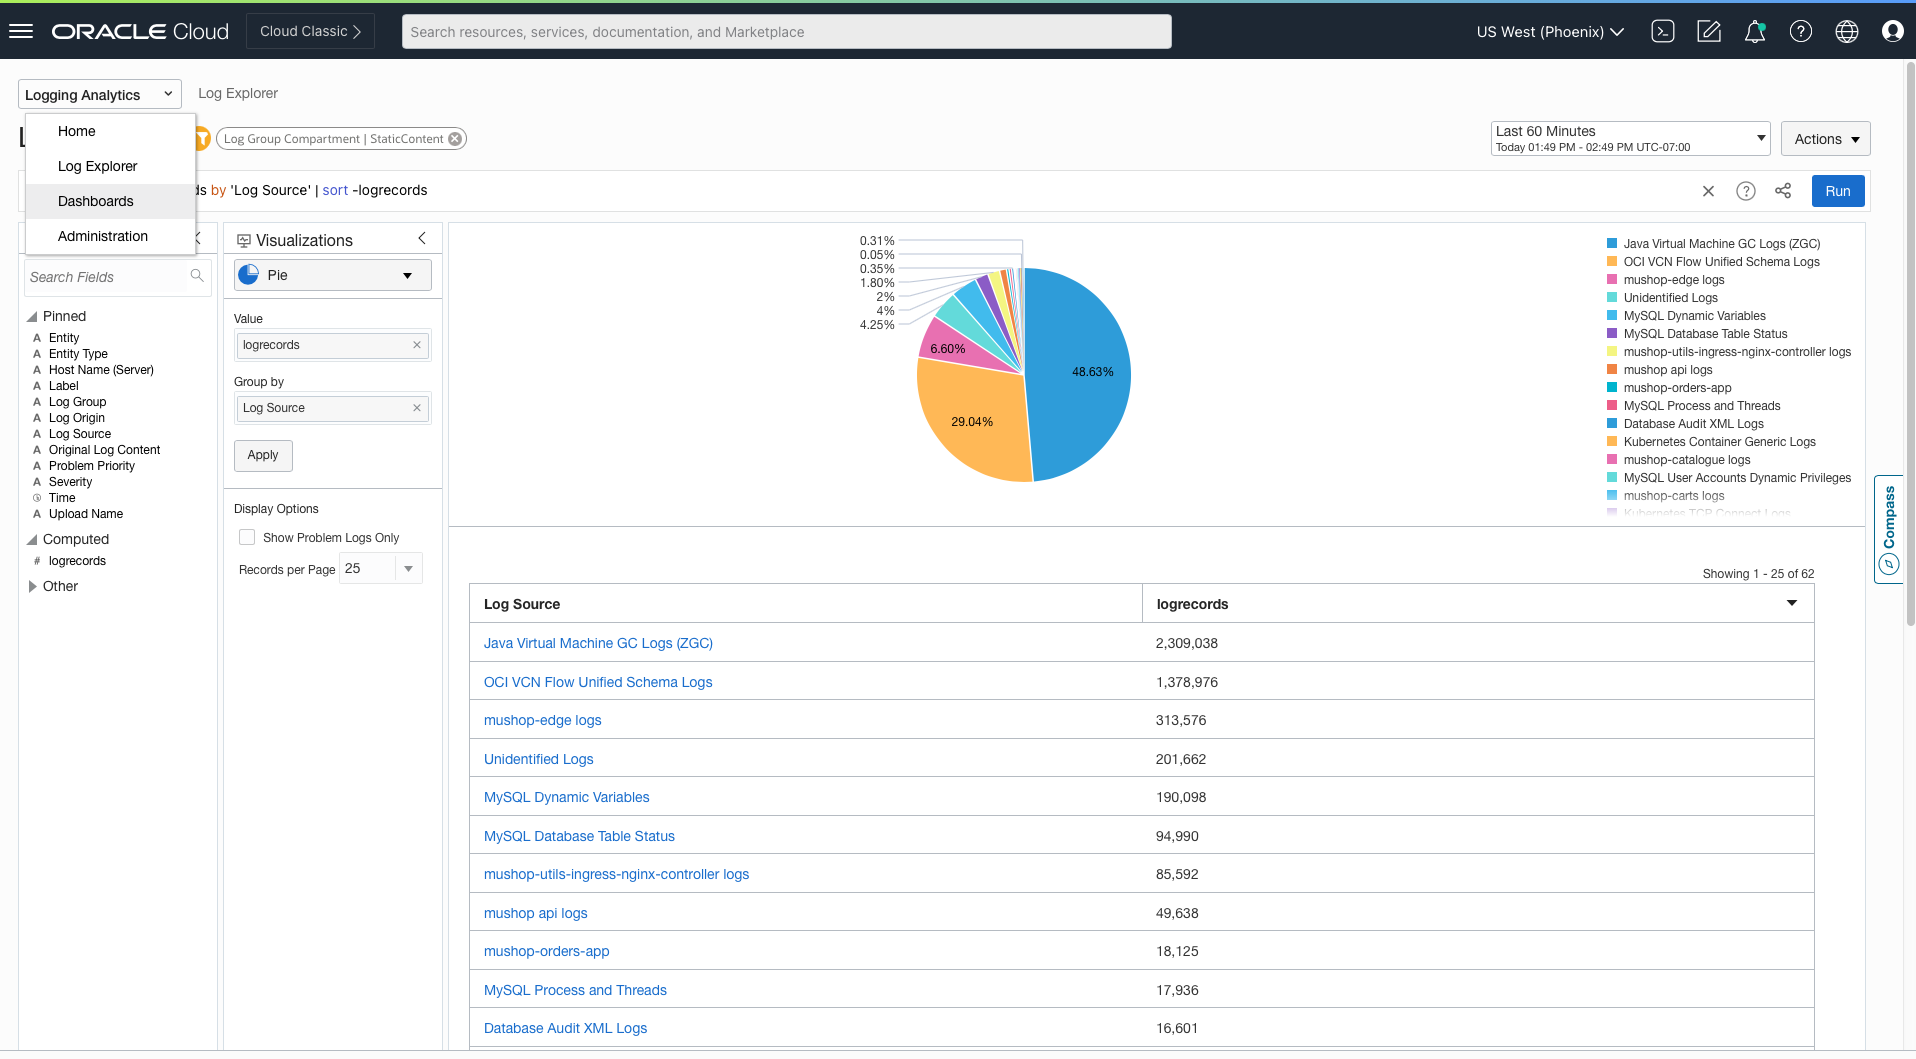 ORACLE Cloud
Cloud Classic
Search resources, services, documentation, and Marketplace
US West (Phoenix)
Logging Analytics
Log Explorer
Home
Log Explorer
Dashboards
Administration
Log Group Compartment | StaticContent
Last 60 Minutes
Today 01:49 PM - 02:49 PM UTC-07:00
Actions
by 'Log Source' | sort -logrecords
Run
Search Fields
Pinned
A Entity
A Entity Type
A Host Name (Server)
A Label
A Log Group
A Log Origin
A Log Source
A Original Log Content
A Problem Priority
A Severity
Time
A Upload Name
Computed
# logrecords
Other
Visualizations
Pie
Value
logrecords
Group by
Log Source
Apply
Display Options
Show Problem Logs Only
Records per Page 25
0.31%
0.05%
0.35%
1.80%
2%
4%
4.25%
6.60%
29.04%
48.63%
Java Virtual Machine GC Logs (ZGC)
OCI VCN Flow Unified Schema Logs
mushop-edge logs
Unidentified Logs
MySQL Dynamic Variables
MySQL Database Table Status
mushop-utils-ingress-nginx-controller logs
mushop api logs
mushop-orders-app
MySQL Process and Threads
Database Audit XML Logs
Kubernetes Container Generic Logs
mushop-catalogue logs
MySQL User Accounts Dynamic Privileges
mushop-carts logs
Kubernetes TCP Connect Logs
Compass
Showing 1 - 25 of 62
Log Source logrecords
Java Virtual Machine GC Logs (ZGC) 2,309,038
OCI VCN Flow Unified Schema Logs 1,378,976
mushop-edge logs 313,576
Unidentified Logs 201,662
MySQL Dynamic Variables 190,098
MySQL Database Table Status 94,990
mushop-utils-ingress-nginx-controller logs 85,592
mushop api logs 49,638
mushop-orders-app 18,125
MySQL Process and Threads 17,936
Database Audit XML Logs 16,601